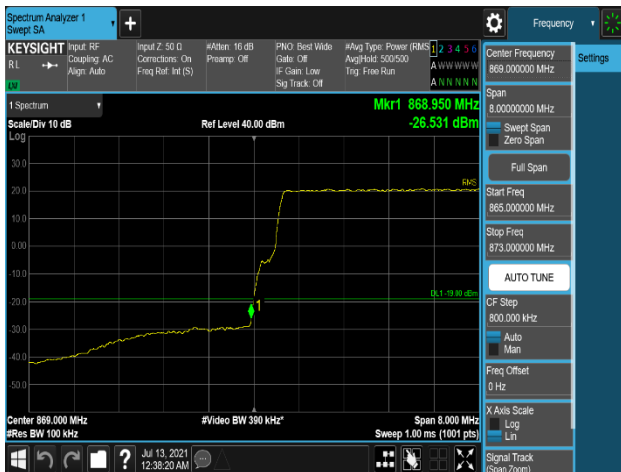 Spectrum Analyzer 1
Swept SA
Frequency
KEYSIGHT
RL
Input: RF
Coupling: AC
Align: Auto
Input Z: 50 Ω
Corrections: On
Freq Ref: Int (S)
#Atten: 16 dB
Preamp: Off
PNO: Best Wide
Gate: Off
IF Gain: Low
Sig Track: Off
#Avg Type: Power (RMS
Avg|Hold: 500/500
Trig: Free Run
1 2 3 4 5 6
A W W W W W
A N N N N N
LXI
1 Spectrum
Scale/Div 10 dB
Log
Ref Level 40.00 dBm
Mkr1 868.950 MHz
-26.531 dBm
30.0
RMS
10.0
0.00
-10.0
-20.0
DL1 -19.00 dBm
1
-30.0
-40.0
-50.0
Center 869.000 MHz
#Res BW 100 kHz
#Video BW 390 kHz*
Span 8.000 MHz
Sweep 1.00 ms (1001 pts)
Jul 13, 2021
12:38:20 AM
Center Frequency
869.000000 MHz
Settings
Span
8.00000000 MHz
Swept Span
Zero Span
Full Span
Start Freq
865.000000 MHz
Stop Freq
873.000000 MHz
AUTO TUNE
CF Step
800.000 kHz
Auto
Man
Freq Offset
0 Hz
X Axis Scale
Log
Lin
Signal Track
(Span Zoom)